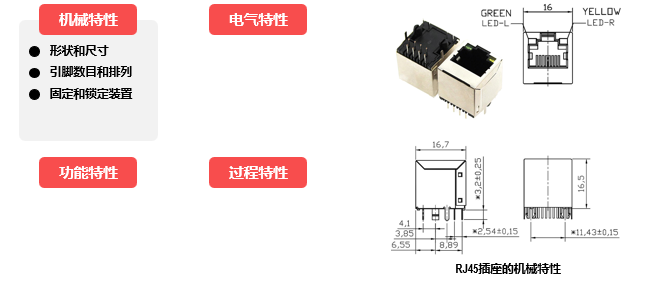 机械特性
形状和尺寸
引脚数目和排列
固定和锁定装置
电气特性
功能特性
过程特性
GREEN
LED-L
16
YELLOW
LED-R
16,7
*3,2±0,25
4,1
3,85
6,55
8,89
*2,54±0,15
16,5
*11,43±0,15
RJ45插座的机械特性